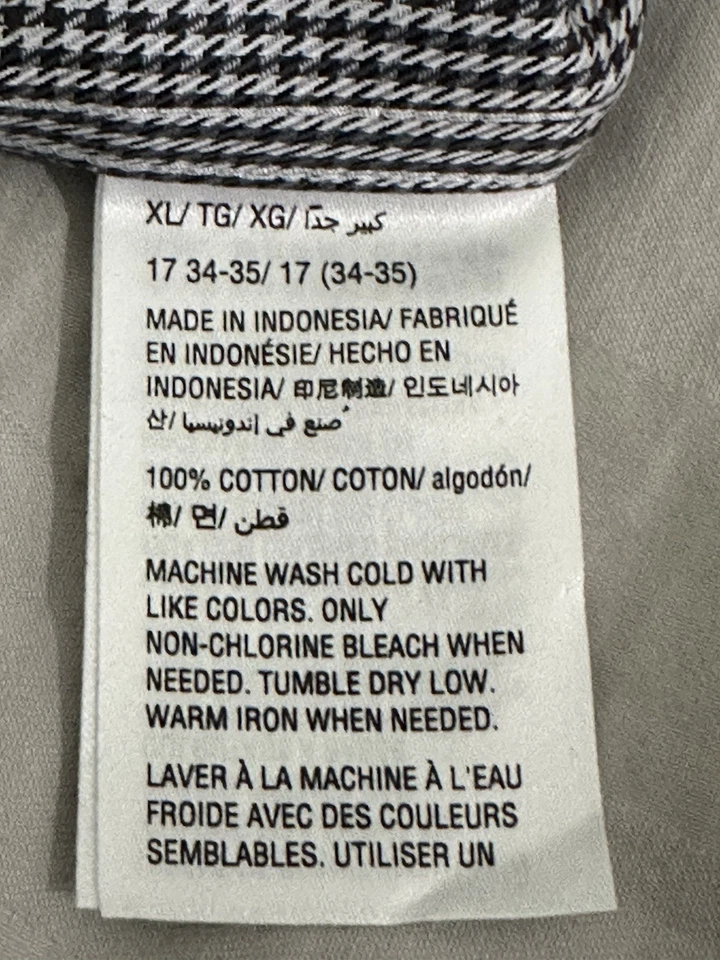 XL/ TG/ XG/ كبير جدًا
17 34-35/ 17 (34-35)
MADE IN INDONESIA/ FABRIQUÉ
EN INDONÉSIE/ HECHO EN
INDONESIA/ 印尼制造/ 인도네시아
산/ صُنع في إندونيسيا
100% COTTON/ COTON/ algodón/
棉/ 면/ قطن
MACHINE WASH COLD WITH
LIKE COLORS. ONLY
NON-CHLORINE BLEACH WHEN
NEEDED. TUMBLE DRY LOW.
WARM IRON WHEN NEEDED.
LAVER À LA MACHINE À L'EAU
FROIDE AVEC DES COULEURS
SEMBLABLES. UTILISER UN